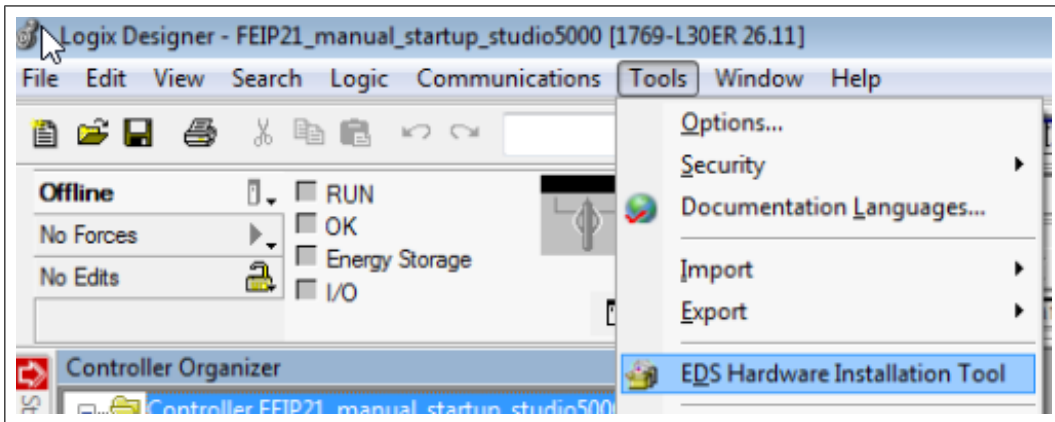 Logix Designer - FEIP21_manual_startup_studio5000 [1769-L30ER 26.11]
File Edit View Search Logic Communications Tools Window Help
Options...
Security
Documentation Languages...
Import
Export
EDS Hardware Installation Tool
Offline
No Forces
No Edits
RUN
OK
Energy Storage
I/O
Controller Organizer
Controller FEIP21_manual_startup_studio500